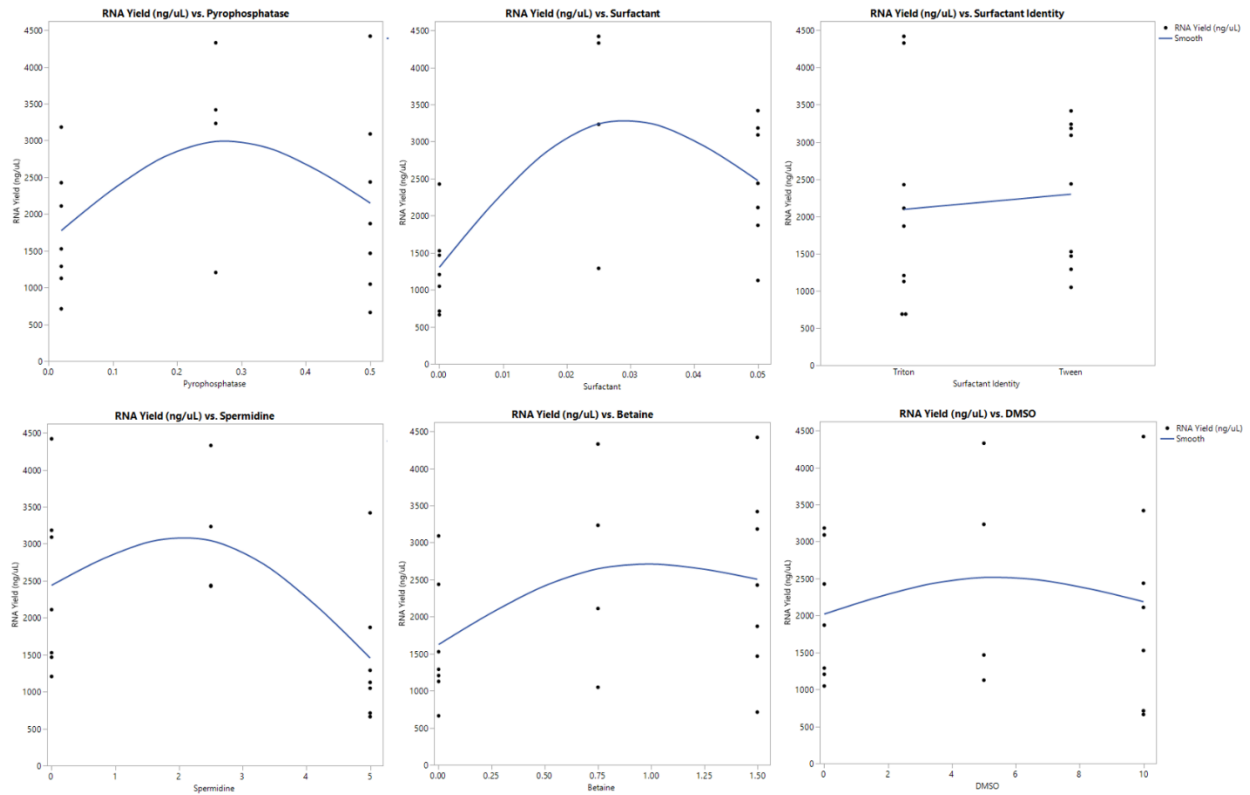 RNA Yield (ng/uL) vs. Pyrophosphatase
RNA Yield (ng/uL)
4500
4000
3500
3000
2500
2000
1500
1000
500
0
0.0 0.1 0.2 0.3 0.4 0.5
Pyrophosphatase
RNA Yield (ng/uL) vs. Surfactant
RNA Yield (ng/uL)
4500
4000
3500
3000
2500
2000
1500
1000
500
0
0.00 0.01 0.02 0.03 0.04 0.05
Surfactant
RNA Yield (ng/uL) vs. Surfactant Identity
RNA Yield (ng/uL)
4500
4000
3500
3000
2500
2000
1500
1000
500
0
Triton Tween
Surfactant Identity
RNA Yield (ng/uL)
Smooth
RNA Yield (ng/uL) vs. Spermidine
RNA Yield (ng/uL)
4500
4000
3500
3000
2500
2000
1500
1000
500
0
0 1 2 3 4 5
Spermidine
RNA Yield (ng/uL) vs. Betaine
RNA Yield (ng/uL)
4500
4000
3500
3000
2500
2000
1500
1000
500
0
0.00 0.25 0.50 0.75 1.00 1.25 1.50
Betaine
RNA Yield (ng/uL) vs. DMSO
RNA Yield (ng/uL)
4500
4000
3500
3000
2500
2000
1500
1000
500
0
0 2 4 6 8 10
DMSO
RNA Yield (ng/uL)
Smooth